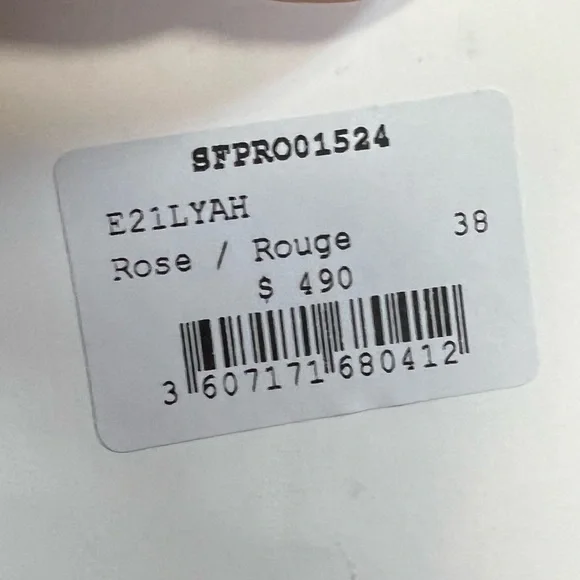 SFPRO01524
E21LYAH
Rose / Rouge 38
$ 490
3 607171 680412